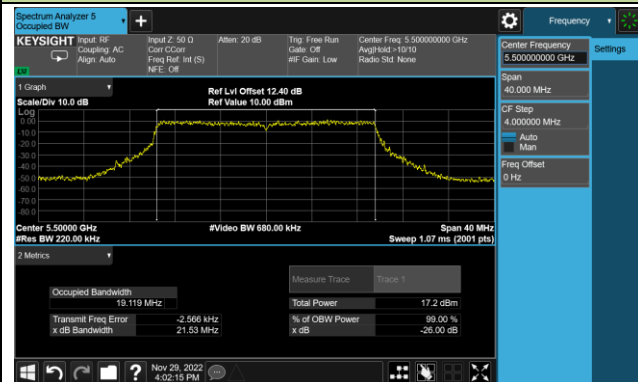 Spectrum Analyzer 5
Occupied BW
Frequency
KEYSIGHT
Input: RF
Coupling: AC
Align: Auto
Input Z: 50 Ω
Corr CCorr
Freq Ref: Int (S)
NFE: Off
Atten: 20 dB
Trig: Free Run
Gate: Off
#IF Gain: Low
Center Freq: 5.500000000 GHz
Avg|Hold:>10/10
Radio Std: None
Center Frequency
5.500000000 GHz
Settings
Span
40.000 MHz
CF Step
4.000000 MHz
Auto
Man
Freq Offset
0 Hz
1 Graph
Scale/Div 10.0 dB
Ref Lvl Offset 12.40 dB
Ref Value 10.00 dBm
Log
0.00
-10.0
-20.0
-30.0
-40.0
-50.0
-60.0
-70.0
-80.0
Center 5.50000 GHz
#Video BW 680.00 kHz
Span 40 MHz
#Res BW 220.00 kHz
Sweep 1.07 ms (2001 pts)
2 Metrics
Measure Trace
Trace 1
Occupied Bandwidth
19.119 MHz
Total Power
17.2 dBm
Transmit Freq Error
-2.566 kHz
% of OBW Power
99.00 %
x dB Bandwidth
21.53 MHz
x dB
-26.00 dB
Nov 29, 2022
4:02:15 PM